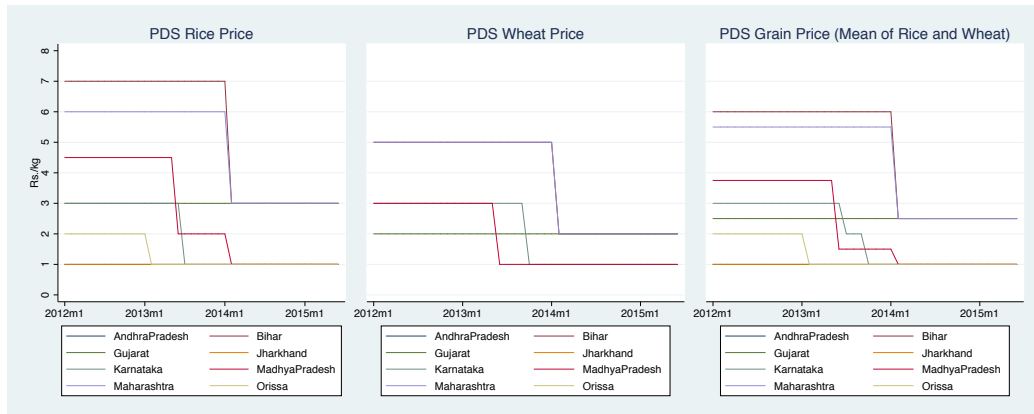 PDS Rice Price
Rs./kg
8
7
6
5
4
3
2
1
0
2012m1 2013m1 2014m1 2015m1
AndhraPradesh Bihar
Gujarat Jharkhand
Karnataka MadhyaPradesh
Maharashtra Orissa
PDS Wheat Price
2012m1 2013m1 2014m1 2015m1
AndhraPradesh Bihar
Gujarat Jharkhand
Karnataka MadhyaPradesh
Maharashtra Orissa
PDS Grain Price (Mean of Rice and Wheat)
2012m1 2013m1 2014m1 2015m1
AndhraPradesh Bihar
Gujarat Jharkhand
Karnataka MadhyaPradesh
Maharashtra Orissa